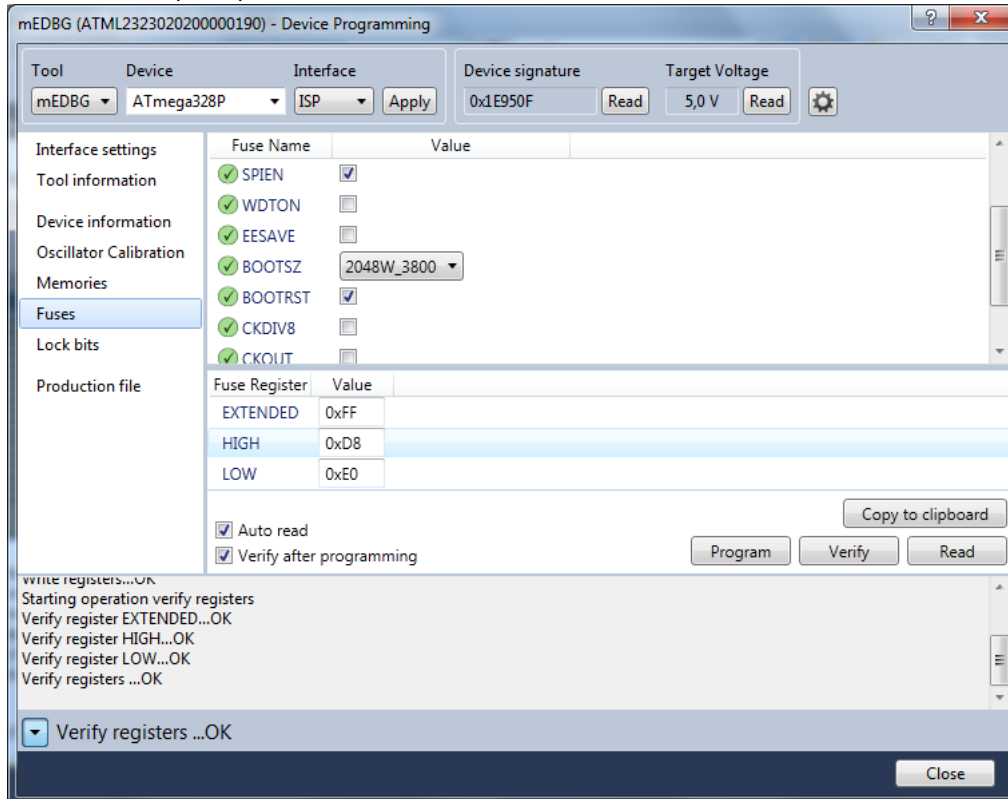 mEDBG (ATML2323020200000190) - Device Programming
Tool Device Interface Device signature Target Voltage
mEDBG ATmega328P ISP Apply 0x1E950F Read 5,0 V Read
Interface settings
Tool information
Device information
Oscillator Calibration
Memories
Fuses
Lock bits
Production file
Fuse Name Value
SPIEN
WDTON
EESAVE
BOOTSZ 2048W_3800
BOOTRST
CKDIV8
CKOUT
Fuse Register Value
EXTENDED 0xFF
HIGH 0xD8
LOW 0xE0
Copy to clipboard
Auto read
Verify after programming
Program Verify Read
Write registers...OK
Starting operation verify registers
Verify register EXTENDED...OK
Verify register HIGH...OK
Verify register LOW...OK
Verify registers ...OK
Verify registers ...OK
Close